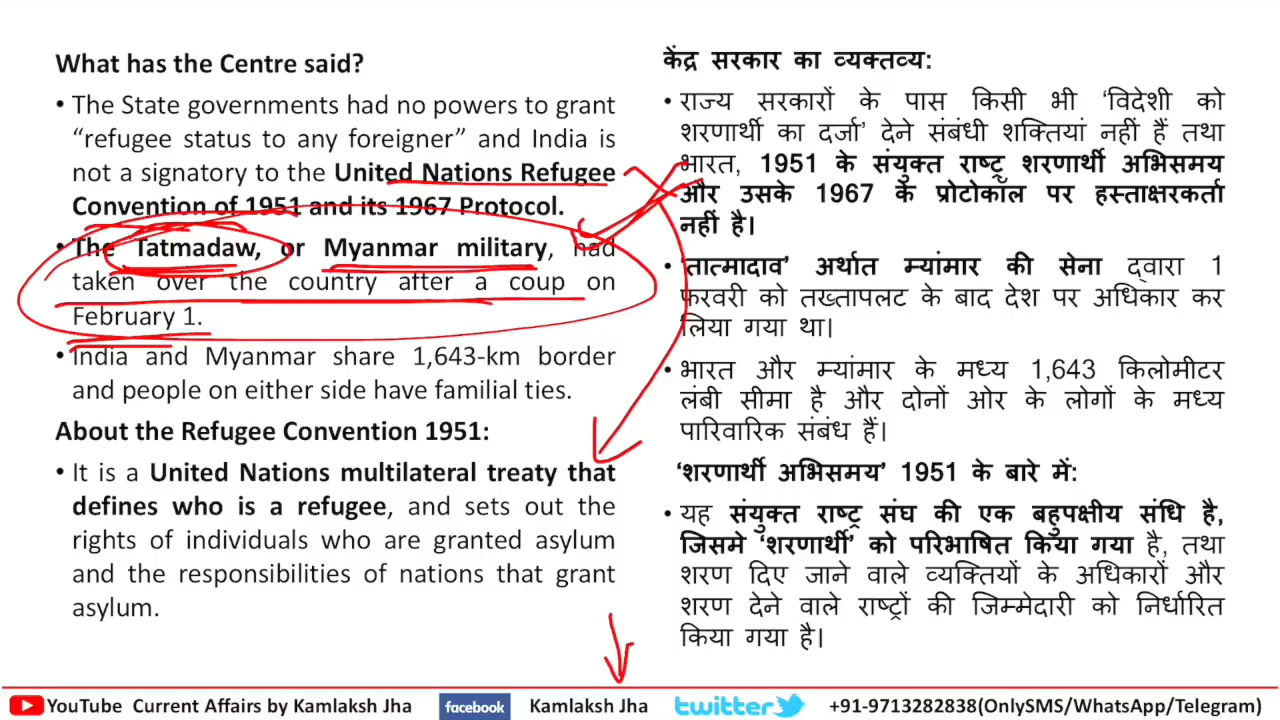 What has the Centre said?
• The State governments had no powers to grant
“refugee status to any foreigner” and India is
not a signatory to the United Nations Refugee
Convention of 1951 and its 1967 Protocol.
• The Tatmadaw, or Myanmar military, had
taken over the country after a coup on
February 1.
• India and Myanmar share 1,643-km border
and people on either side have familial ties.
About the Refugee Convention 1951:
• It is a United Nations multilateral treaty that
defines who is a refugee, and sets out the
rights of individuals who are granted asylum
and the responsibilities of nations that grant
asylum.
केंद्र सरकार का व्यक्तव्य:
• राज्य सरकारों के पास किसी भी ‘विदेशी को
शरणार्थी का दर्जा’ देने संबंधी शक्तियां नहीं हैं तथा
भारत, 1951 के संयुक्त राष्ट्र शरणार्थी अभिसमय
और उसके 1967 के प्रोटोकॉल पर हस्ताक्षरकर्ता
नहीं है।
• ‘तात्मादाव’ अर्थात म्यांमार की सेना द्वारा 1
फरवरी को तख्तापलट के बाद देश पर अधिकार कर
लिया गया था।
• भारत और म्यांमार के मध्य 1,643 किलोमीटर
लंबी सीमा है और दोनों ओर के लोगों के मध्य
पारिवारिक संबंध हैं।
‘शरणार्थी अभिसमय’ 1951 के बारे में:
• यह संयुक्त राष्ट्र संघ की एक बहुपक्षीय संधि है,
जिसमे ‘शरणार्थी’ को परिभाषित किया गया है, तथा
शरण दिए जाने वाले व्यक्तियों के अधिकारों और
शरण देने वाले राष्ट्रों की जिम्मेदारी को निर्धारित
किया गया है।
YouTube Current Affairs by Kamlaksh Jha facebook Kamlaksh Jha twitter +91-9713282838(OnlySMS/WhatsApp/Telegram)